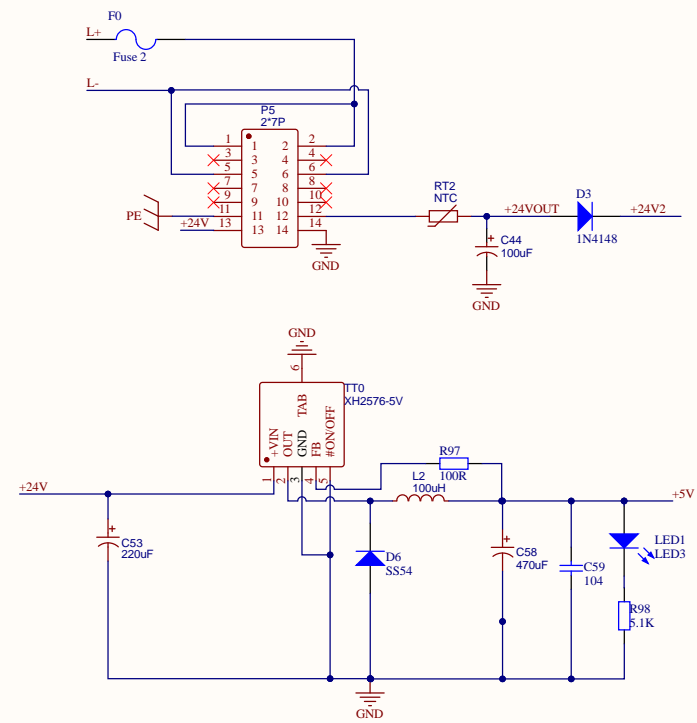 F0
L+
Fuse 2
L-
P5
2*7P
1 1 2 2
3 3 4 4
5 5 6 6
7 7 8 8
9 9 10 10
PE 11 11 12 12
+24V 13 13 14 14
GND
RT2
NTC
+24VOUT
D3
1N4148
+24V2
C44
100uF
GND
GND
6
TT0
XH2576-5V
TAB
+VIN
OUT
GND
FB
#ON/OFF
1 2 3 4 5
R97
100R
L2
100uH
+24V
+5V
C53
220uF
D6
SS54
C58
470uF
C59
104
LED1
LED3
R98
5.1K
GND